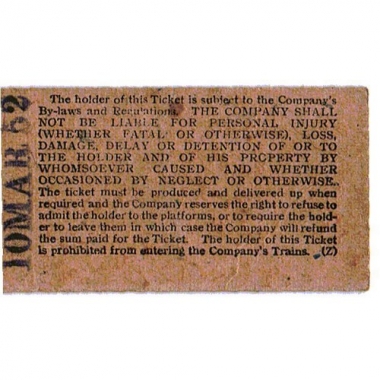 The holder of this Ticket is subject to the Company's
By-laws and Regulations. THE COMPANY SHALL
NOT BE LIABLE FOR PERSONAL INJURY
(WHETHER FATAL OR OTHERWISE), LOSS,
DAMAGE, DELAY OR DETENTION OF OR TO
THE HOLDER AND OF HIS PROPERTY BY
WHOMSOEVER CAUSED AND WHETHER
OCCASIONED BY NEGLECT OR OTHERWISE.
The ticket must be produced and delivered up when
required and the Company reserves the right to refuse to
admit the holder to the platforms, or to require the hold-
er to leave them in which case the Company will refund
the sum paid for the Ticket. The holder of this Ticket
is prohibited from entering the Company's Trains. (Z)
10MAR52